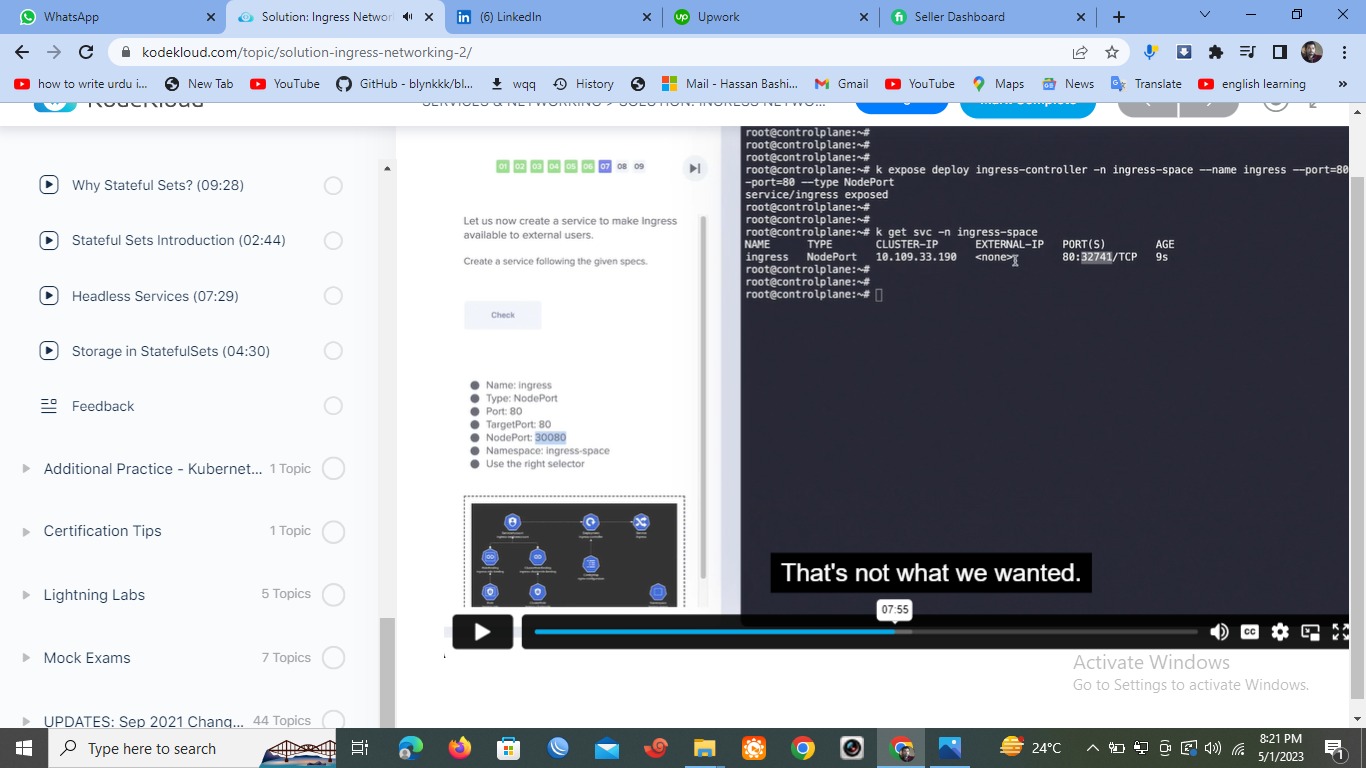 WhatsApp
Solution: Ingress Networ
(6) LinkedIn
Upwork
Seller Dashboard
kodekloud.com/topic/solution-ingress-networking-2/
how to write urdu i...
New Tab
YouTube
GitHub - blynkkk/bl...
wqq
History
Mail - Hassan Bashi...
Gmail
YouTube
Maps
News
Translate
english learning
KodeKloud
SERVICES & NETWORKING > SOLUTION: INGRESS NETWO...
Mark Complete
Why Stateful Sets? (09:28)
Stateful Sets Introduction (02:44)
Headless Services (07:29)
Storage in StatefulSets (04:30)
Feedback
Additional Practice - Kubernet... 1 Topic
Certification Tips 1 Topic
Lightning Labs 5 Topics
Mock Exams 7 Topics
UPDATES: Sep 2021 Chang... 44 Topics
01 02 03 04 05 06 07 08 09
Let us now create a service to make Ingress
available to external users.
Create a service following the given specs.
Check
Name: ingress
Type: NodePort
Port: 80
TargetPort: 80
NodePort: 30080
Namespace: ingress-space
Use the right selector
root@controlplane:~#
root@controlplane:~#
root@controlplane:~#
root@controlplane:~# k expose deploy ingress-controller -n ingress-space --name ingress --port=80
-port=80 --type NodePort
service/ingress exposed
root@controlplane:~#
root@controlplane:~#
root@controlplane:~# k get svc -n ingress-space
NAME TYPE CLUSTER-IP EXTERNAL-IP PORT(S) AGE
ingress NodePort 10.109.33.190 <none> 80:32741/TCP 9s
root@controlplane:~#
root@controlplane:~#
root@controlplane:~#
That's not what we wanted.
07:55
CC
Activate Windows
Go to Settings to activate Windows.
Type here to search
24°C
8:21 PM
5/1/2023
1